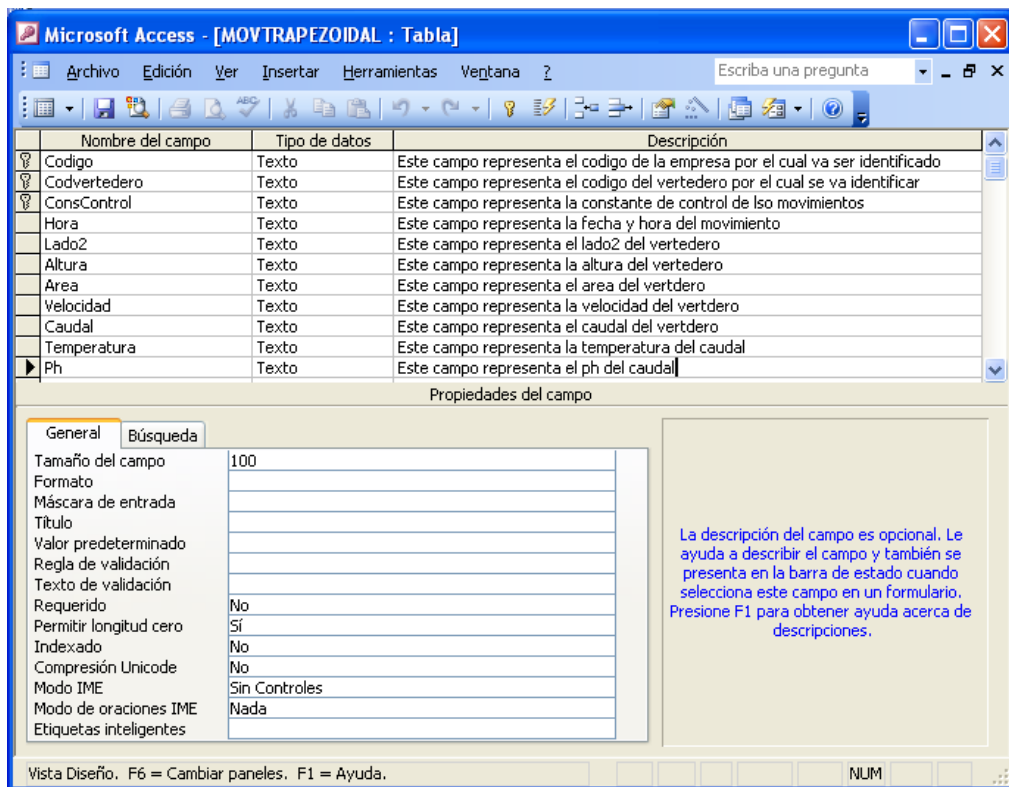 Microsoft Access - [MOVTRAPEZOIDAL : Tabla]
Archivo Edición Ver Insertar Herramientas Ventana ? Escriba una pregunta
Nombre del campo Tipo de datos Descripción
Codigo Texto Este campo representa el codigo de la empresa por el cual va ser identificado
Codvertedero Texto Este campo representa el codigo del vertedero por el cual se va identificar
ConsControl Texto Este campo representa la constante de control de lso movimientos
Hora Texto Este campo representa la fecha y hora del movimiento
Lado2 Texto Este campo representa el lado2 del vertedero
Altura Texto Este campo representa la altura del vertedero
Area Texto Este campo representa el area del vertdero
Velocidad Texto Este campo representa la velocidad del vertdero
Caudal Texto Este campo representa el caudal del vertdero
Temperatura Texto Este campo representa la temperatura del caudal
Ph Texto Este campo representa el ph del caudal
Propiedades del campo
General Búsqueda
Tamaño del campo 100
Formato
Máscara de entrada
Título
Valor predeterminado
Regla de validación
Texto de validación
Requerido No
Permitir longitud cero Sí
Indexado No
Compresión Unicode No
Modo IME Sin Controles
Modo de oraciones IME Nada
Etiquetas inteligentes
La descripción del campo es opcional. Le
ayuda a describir el campo y también se
presenta en la barra de estado cuando
selecciona este campo en un formulario.
Presione F1 para obtener ayuda acerca de
descripciones.
Vista Diseño. F6 = Cambiar paneles. F1 = Ayuda. NUM